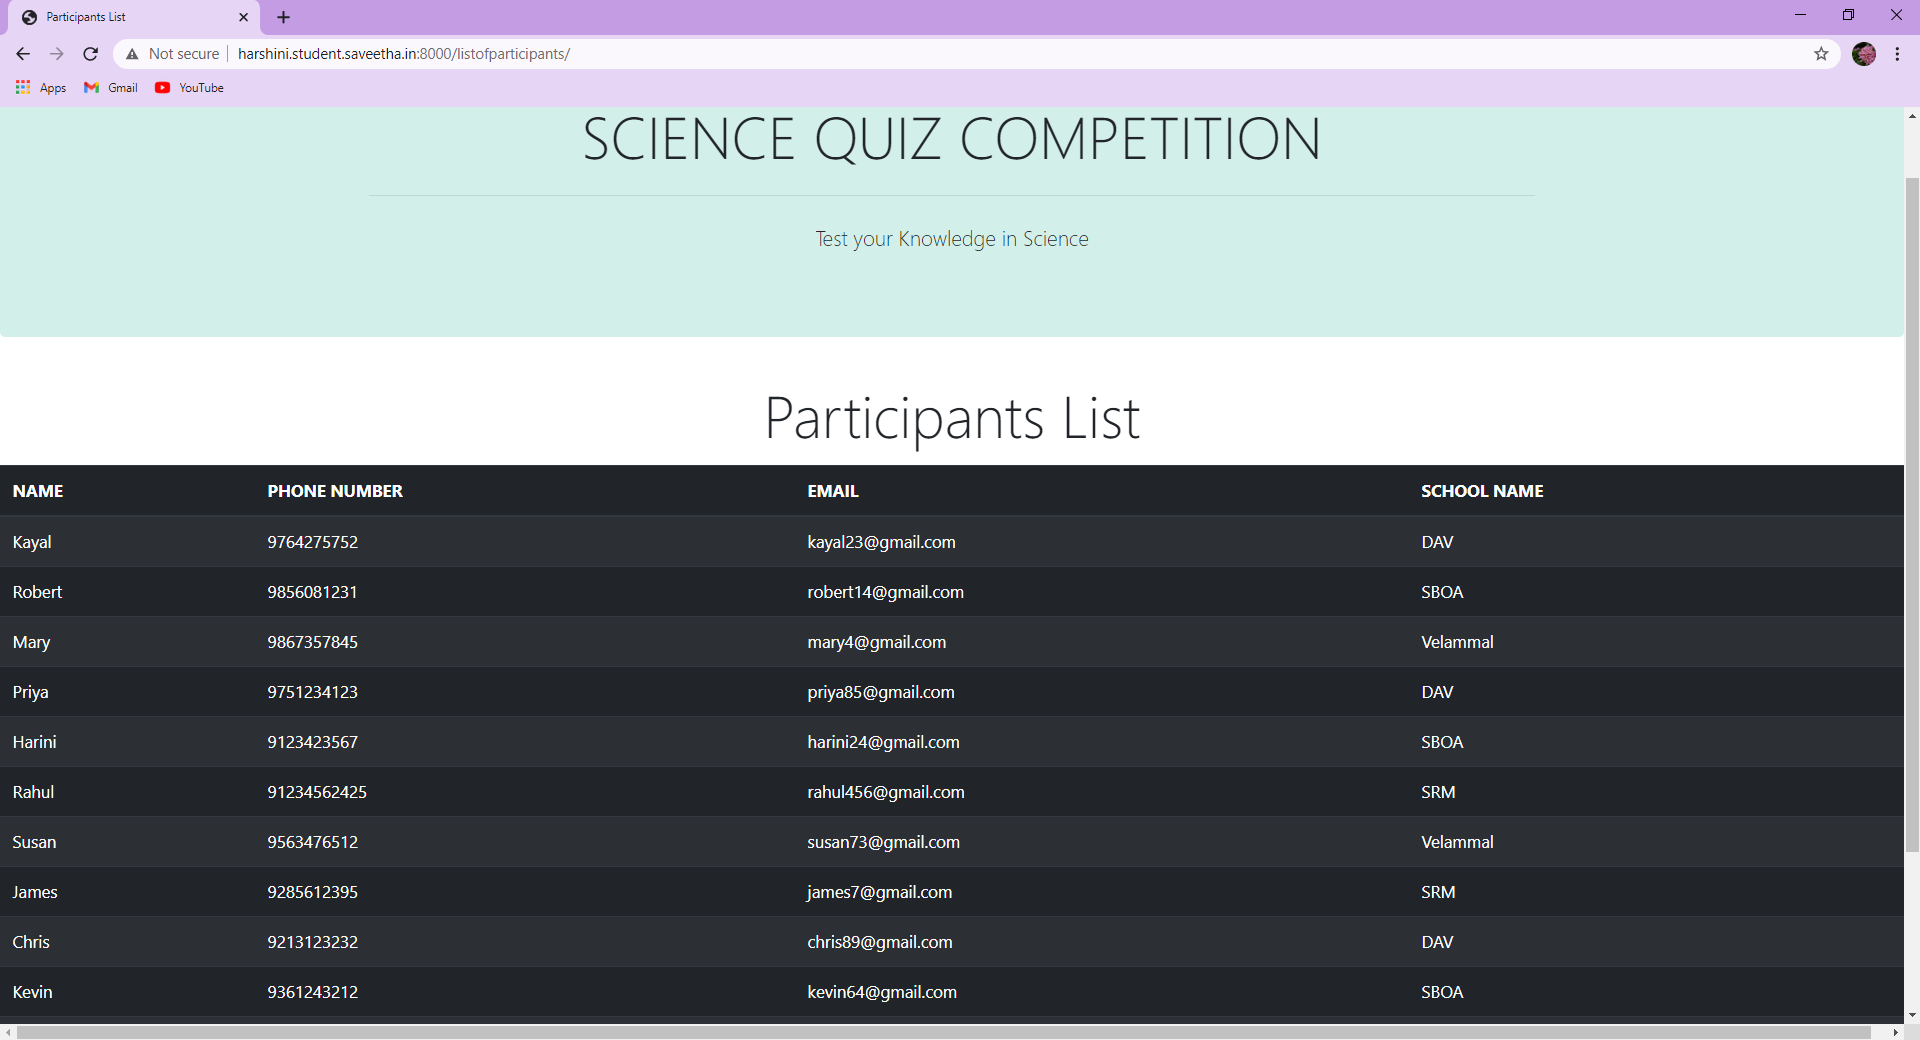 Participants List
Not secure harshini.student.saveetha.in:8000/listofparticipants/
Apps Gmail YouTube
SCIENCE QUIZ COMPETITION
Test your Knowledge in Science
Participants List
NAME PHONE NUMBER EMAIL SCHOOL NAME
Kayal 9764275752 kayal23@gmail.com DAV
Robert 9856081231 robert14@gmail.com SBOA
Mary 9867357845 mary4@gmail.com Velammal
Priya 9751234123 priya85@gmail.com DAV
Harini 9123423567 harini24@gmail.com SBOA
Rahul 91234562425 rahul456@gmail.com SRM
Susan 9563476512 susan73@gmail.com Velammal
James 9285612395 james7@gmail.com SRM
Chris 9213123232 chris89@gmail.com DAV
Kevin 9361243212 kevin64@gmail.com SBOA